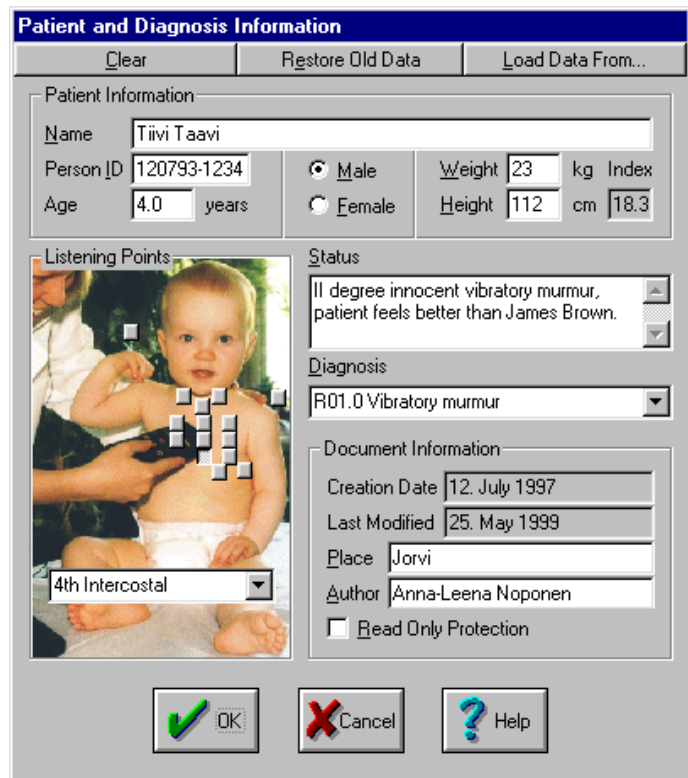 Patient and Diagnosis Information
Clear Restore Old Data Load Data From...
Patient Information
Name Tiivi Taavi
Person ID 120793-1234 Male Weight 23 kg Index
Age 4.0 years Female Height 112 cm 18.3
Listening Points
4th Intercostal
Status
II degree innocent vibratory murmur,
patient feels better than James Brown.
Diagnosis
R01.0 Vibratory murmur
Document Information
Creation Date 12. July 1997
Last Modified 25. May 1999
Place Jorvi
Author Anna-Leena Noponen
Read Only Protection
OK Cancel Help